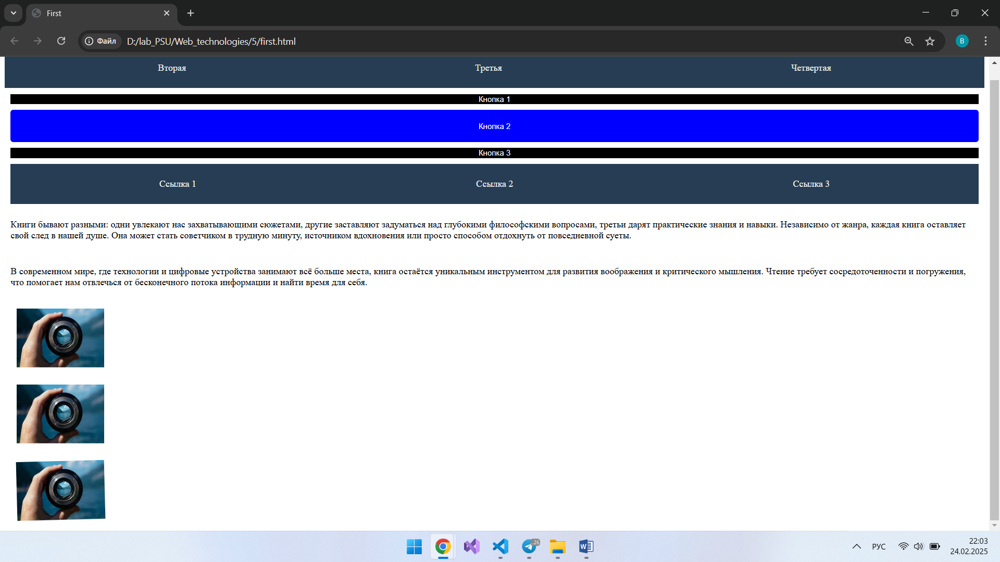 First
Файл D:/lab_PSU/Web_technologies/5/first.html
B
Вторая Третья Четвертая
Кнопка 1
Кнопка 2
Кнопка 3
Ссылка 1 Ссылка 2 Ссылка 3
Книги бывают разными: одни увлекают нас захватывающими сюжетами, другие заставляют задуматься над глубокими философскими вопросами, третьи дарят практические знания и навыки. Независимо от жанра, каждая книга оставляет
свой след в нашей душе. Она может стать советчиком в трудную минуту, источником вдохновения или просто способом отдохнуть от повседневной суеты.
В современном мире, где технологии и цифровые устройства занимают всё больше места, книга остаётся уникальным инструментом для развития воображения и критического мышления. Чтение требует сосредоточенности и погружения,
что помогает нам отвлечься от бесконечного потока информации и найти время для себя.
.26
W
РУС
22:03
24.02.2025